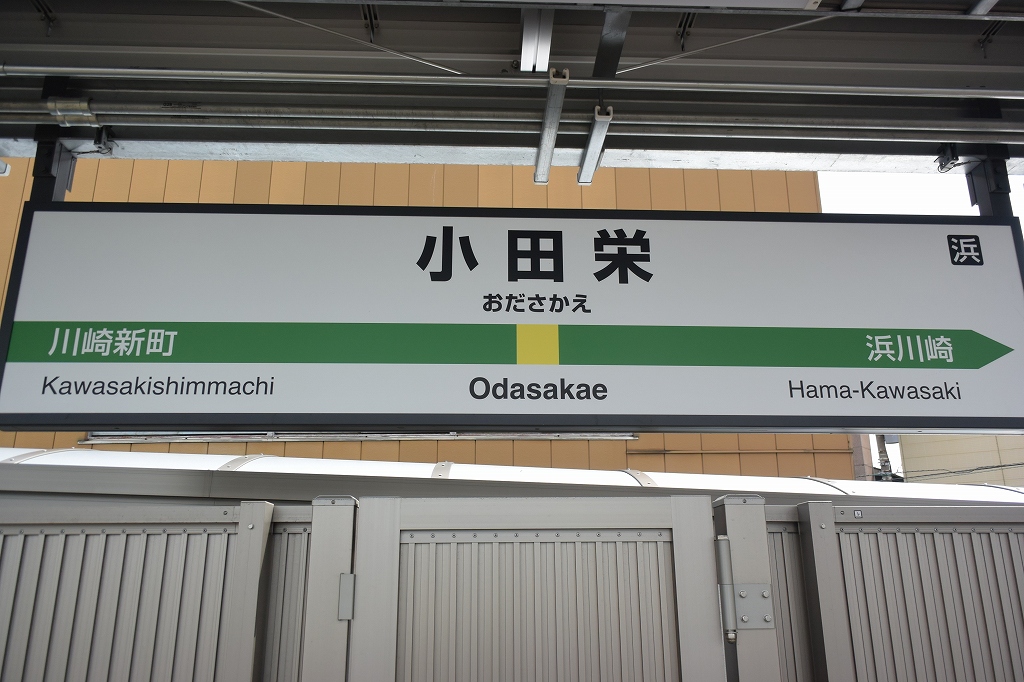 小田栄
浜
おださかえ
川崎新町
浜川崎
Kawasakishimmachi
Odasakae
Hama-Kawasaki